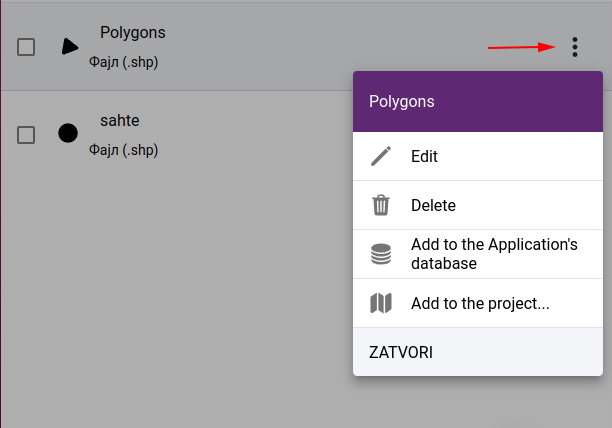 Polygons
Фајл (.shp)
sahte
Фајл (.shp)
Polygons
Edit
Delete
Add to the Application's
database
Add to the project...
ZATVORI